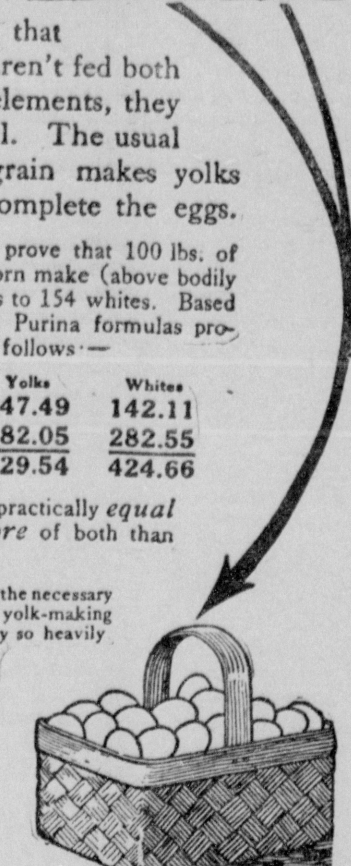 that
ren't fed both
elements, they
l. The usual
grain makes yolks
omplete the eggs.
prove that 100 lbs. of
orn make (above bodily
s to 154 whites. Based
Purina formulas pro-
follows—
Yolks Whites
47.49 142.11
82.05 282.55
29.54 424.66
practically equal
re of both than
the necessary
yolk-making
y so heavily